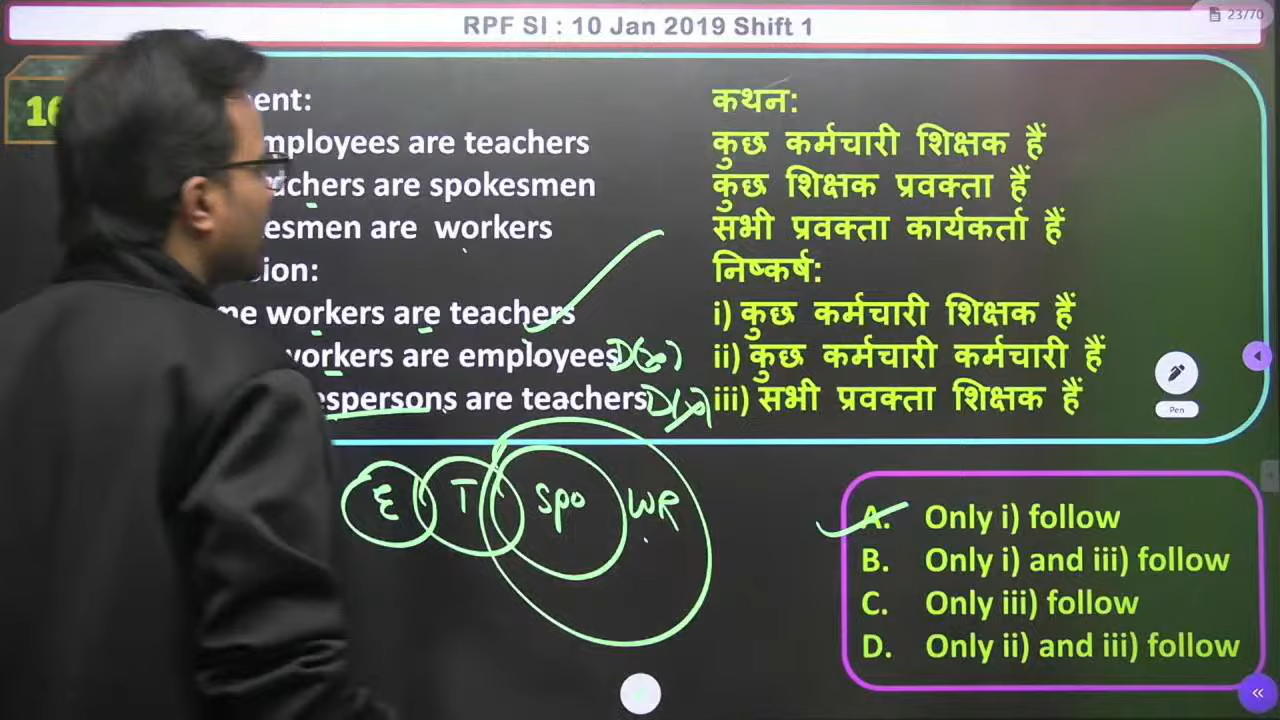 RPF SI : 10 Jan 2019 Shift 1
23/70
16
ent:
mployees are teachers
achers are spokesmen
esmen are workers
ion:
me workers are teachers
workers are employees
espersons are teachers
कथन:
कुछ कर्मचारी शिक्षक हैं
कुछ शिक्षक प्रवक्ता हैं
सभी प्रवक्ता कार्यकर्ता हैं
निष्कर्ष:
i) कुछ कर्मचारी शिक्षक हैं
ii) कुछ कर्मचारी कर्मचारी हैं
iii) सभी प्रवक्ता शिक्षक हैं
Pen
E T Spo WR
A. Only i) follow
B. Only i) and iii) follow
C. Only iii) follow
D. Only ii) and iii) follow